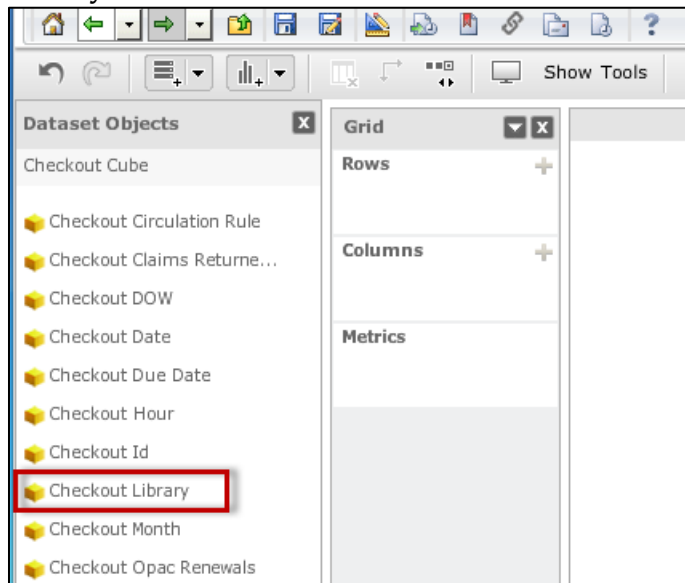 Show Tools
Dataset Objects
Checkout Cube
Checkout Circulation Rule
Checkout Claims Returne...
Checkout DOW
Checkout Date
Checkout Due Date
Checkout Hour
Checkout Id
Checkout Library
Checkout Month
Checkout Opac Renewals
Grid
Rows
Columns
Metrics